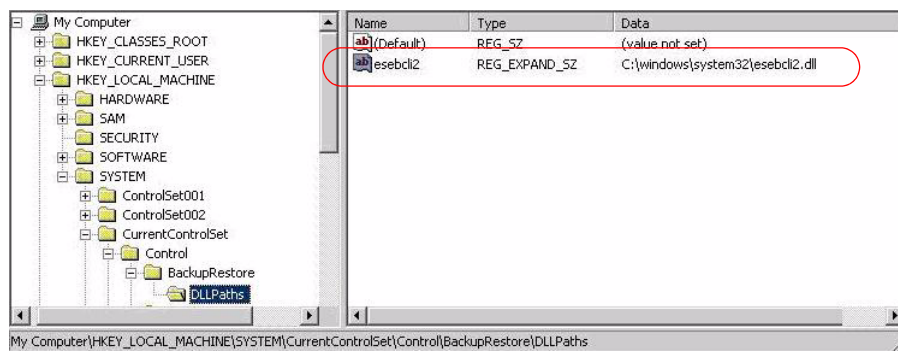 My Computer
HKEY_CLASSES_ROOT
HKEY_CURRENT_USER
HKEY_LOCAL_MACHINE
HARDWARE
SAM
SECURITY
SOFTWARE
SYSTEM
ControlSet001
ControlSet002
CurrentControlSet
Control
BackupRestore
DLLPaths
Name Type Data
ab (Default) REG_SZ (value not set)
ab esebcli2 REG_EXPAND_SZ C:\windows\system32\esebcli2.dll
My Computer\HKEY_LOCAL_MACHINE\SYSTEM\CurrentControlSet\Control\BackupRestore\DLLPaths